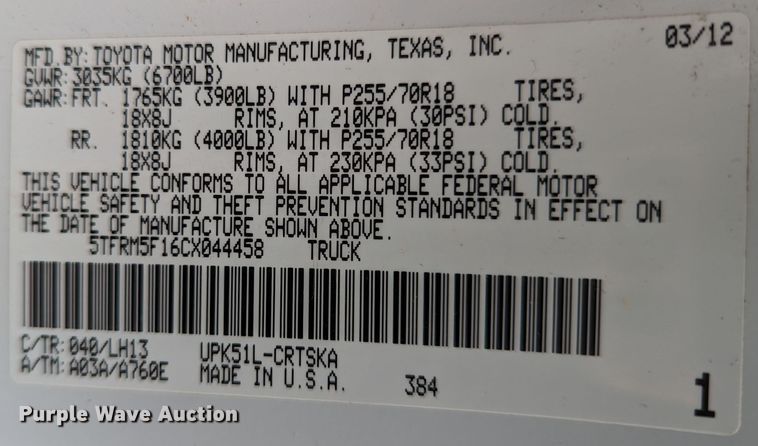 MFD.BY:TOYOTA MOTOR MANUFACTURING, TEXAS, INC. 03/12
GVWR:3035KG (6700LB)
GAWR:FRT. 1765KG (3900LB) WITH P255/70R18 TIRES,
18X8J RIMS, AT 210KPA (30PSI) COLD.
RR. 1810KG (4000LB) WITH P255/70R18 TIRES,
18X8J RIMS, AT 230KPA (33PSI) COLD.
THIS VEHICLE CONFORMS TO ALL APPLICABLE FEDERAL MOTOR
VEHICLE SAFETY AND THEFT PREVENTION STANDARDS IN EFFECT ON
THE DATE OF MANUFACTURE SHOWN ABOVE.
5TFRM5F16CX044458 TRUCK
C/TR:040/LH13 UPK51L-CRTSKA
A/TM:A03A/A760E MADE IN U.S.A. 384 1
Purple Wave Auction